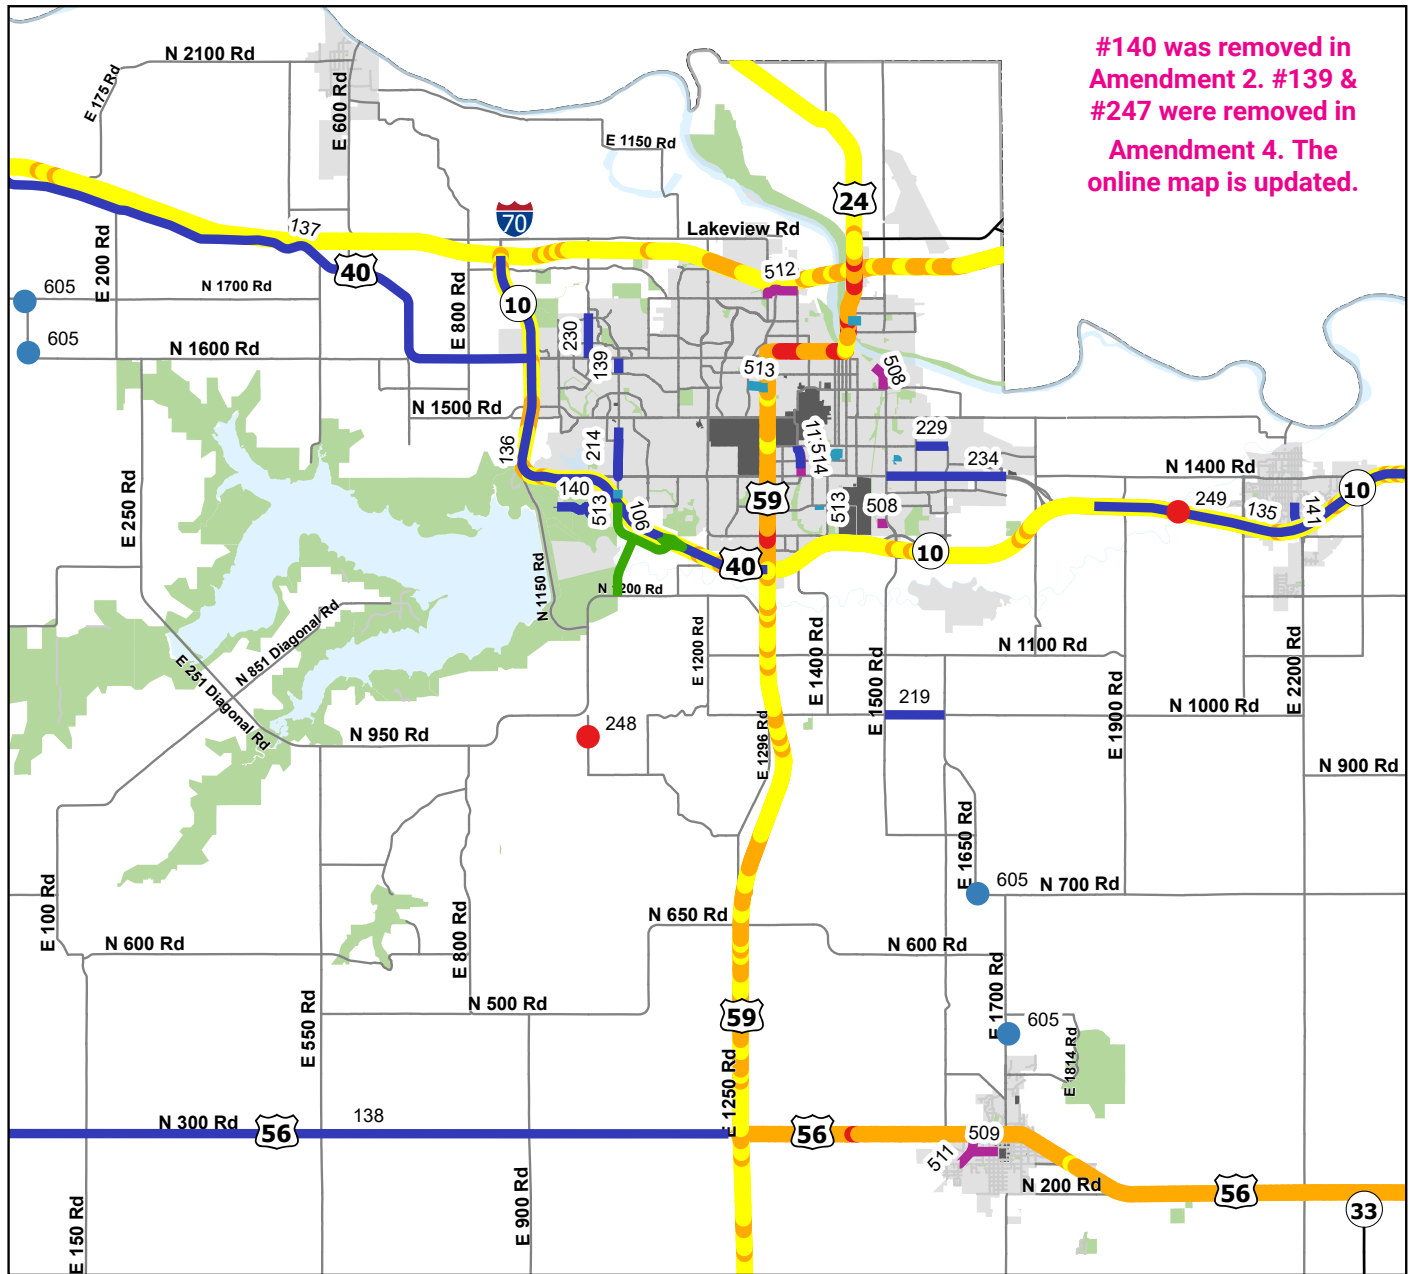 #140 was removed in
Amendment 2. #139 &
#247 were removed in
Amendment 4. The
online map is updated.
N 2100 Rd
E 175 Rd
E 600 Rd
E 1150 Rd
24
70
Lakeview Rd
137
E 200 Rd
40
512
605
N 1700 Rd
E 800 Rd
10
230
605
N 1600 Rd
139
513
508
N 1500 Rd
136
214
514
229
234
N 1400 Rd
E 250 Rd
140
513
106
59
513
508
249
135
141
10
10
40
N 1150 Rd
N 1200 Rd
N 851 Diagonal Rd
E 251 Diagonal Rd
E 1200 Rd
E 1400 Rd
E 1500 Rd
N 1100 Rd
E 2200 Rd
E 1900 Rd
219
N 1000 Rd
N 950 Rd
248
E 1296 Rd
N 900 Rd
E 1650 Rd
605
N 700 Rd
E 100 Rd
N 650 Rd
N 600 Rd
E 800 Rd
N 600 Rd
E 550 Rd
N 500 Rd
59
E 1700 Rd
605
E 1814 Rd
E 1250 Rd
N 300 Rd
56
138
56
509
511
N 200 Rd
56
33
E 150 Rd
E 900 Rd